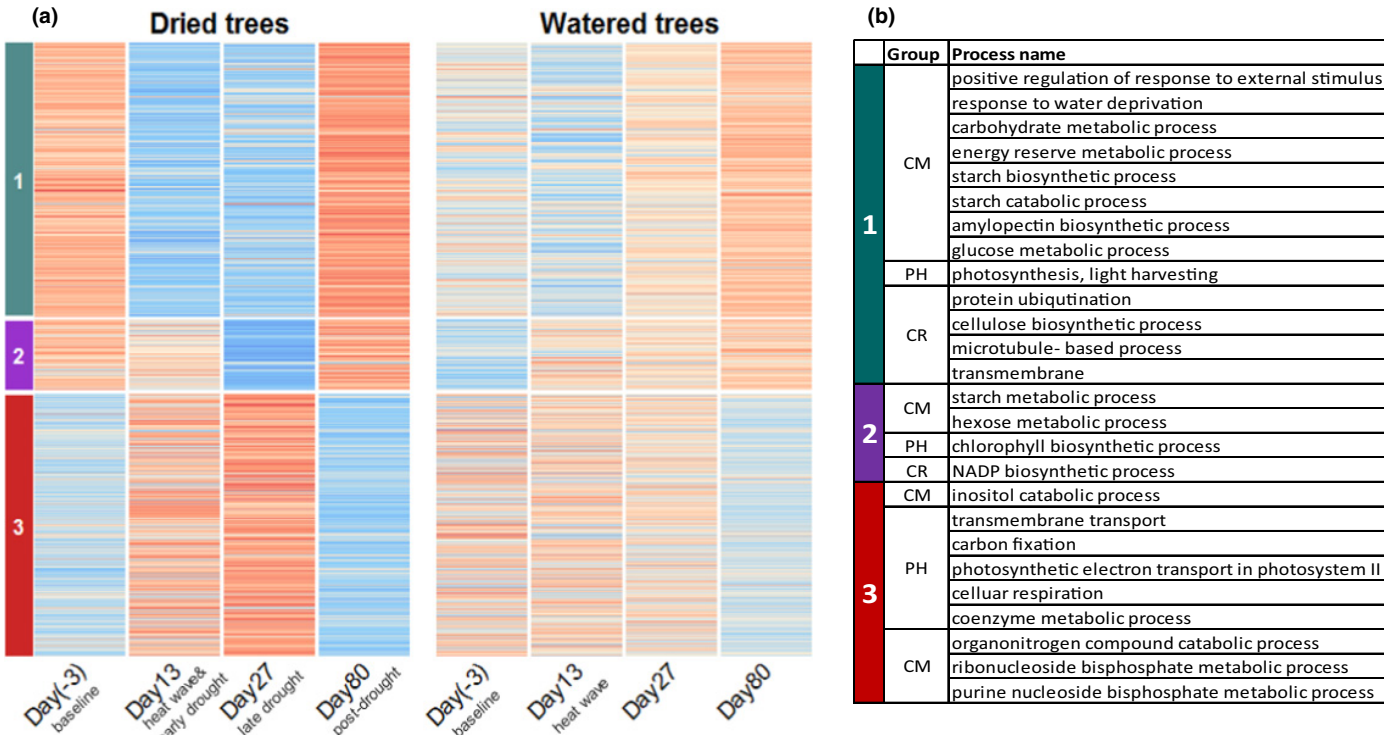 (a)
Dried trees
Watered trees
1
2
3
Day(-3)
baseline
Day13
heat wave&
early drought
Day27
late drought
Day80
post-drought
Day(-3)
baseline
Day13
heat wave
Day27
Day80
(b)
Group Process name
1
CM
positive regulation of response to external stimulus
response to water deprivation
carbohydrate metabolic process
energy reserve metabolic process
starch biosynthetic process
starch catabolic process
amylopectin biosynthetic process
glucose metabolic process
PH photosynthesis, light harvesting
CR
protein ubiqutination
cellulose biosynthetic process
microtubule- based process
transmembrane
2
CM
starch metabolic process
hexose metabolic process
PH chlorophyll biosynthetic process
CR NADP biosynthetic process
3
CM inositol catabolic process
PH
transmembrane transport
carbon fixation
photosynthetic electron transport in photosystem II
celluar respiration
coenzyme metabolic process
CM
organonitrogen compound catabolic process
ribonucleoside bisphosphate metabolic process
purine nucleoside bisphosphate metabolic process